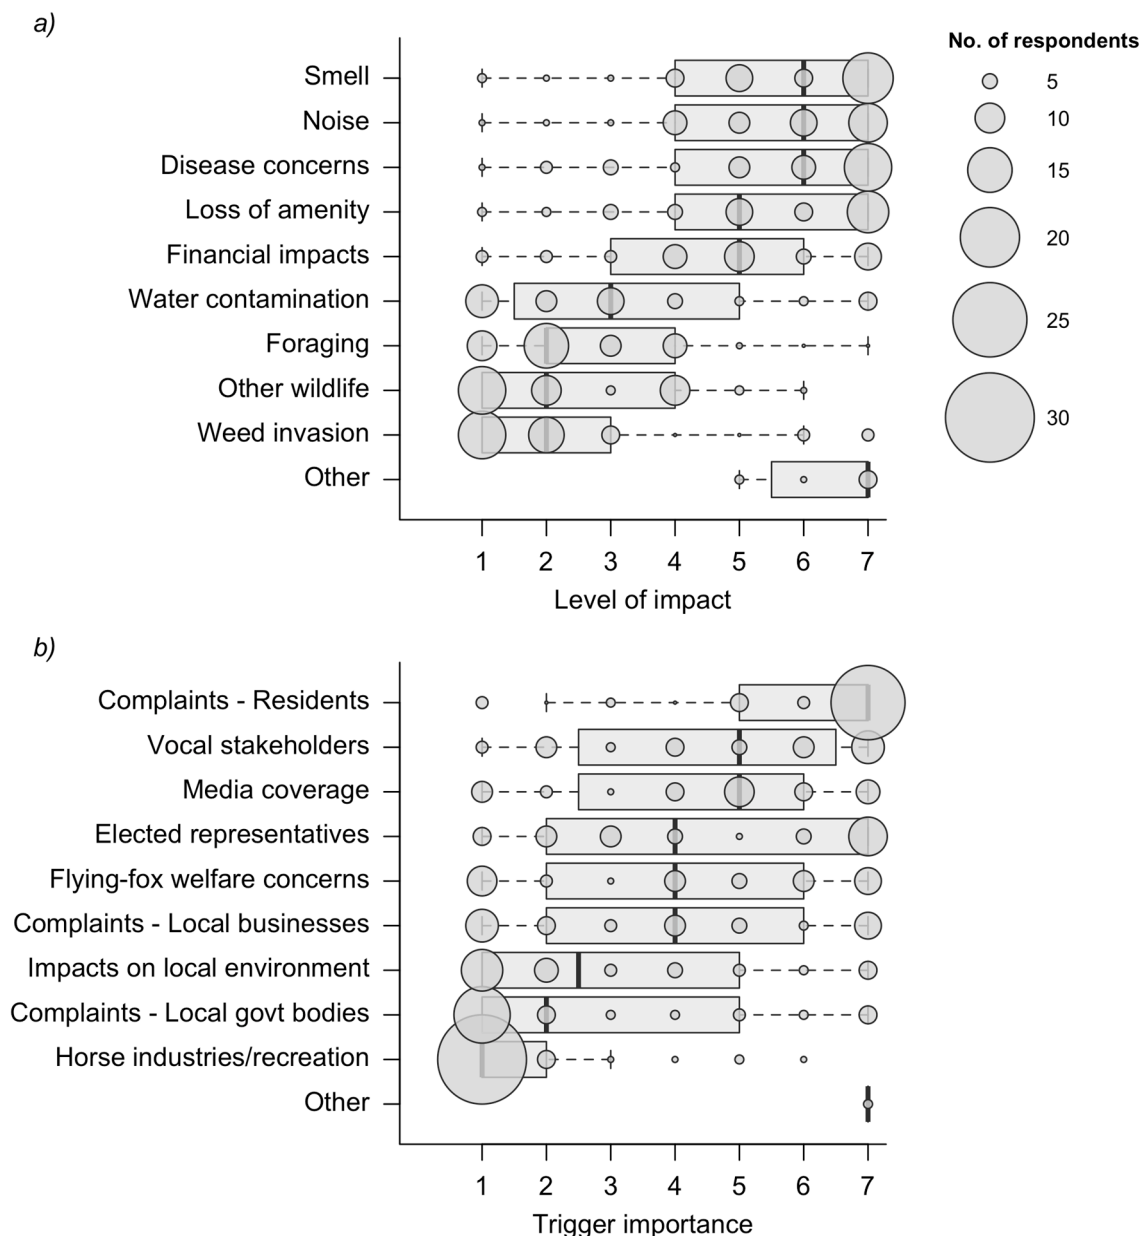 a)
No. of respondents
5
10
15
20
25
30
Smell
Noise
Disease concerns
Loss of amenity
Financial impacts
Water contamination
Foraging
Other wildlife
Weed invasion
Other
1 2 3 4 5 6 7
Level of impact
b)
Complaints - Residents
Vocal stakeholders
Media coverage
Elected representatives
Flying-fox welfare concerns
Complaints - Local businesses
Impacts on local environment
Complaints - Local govt bodies
Horse industries/recreation
Other
1 2 3 4 5 6 7
Trigger importance